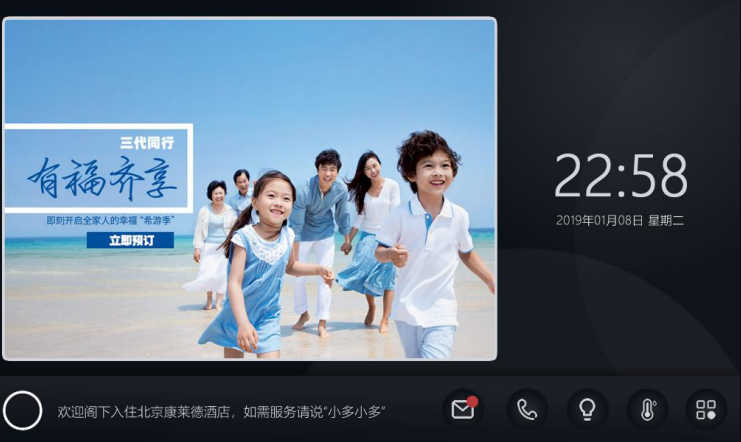 三代同行
有福齐享
即刻开启全家人的幸福“希游季”
立即预订
22:58
2019年01月08日 星期二
欢迎阁下入住北京康莱德酒店，如需服务请说“小多小多”